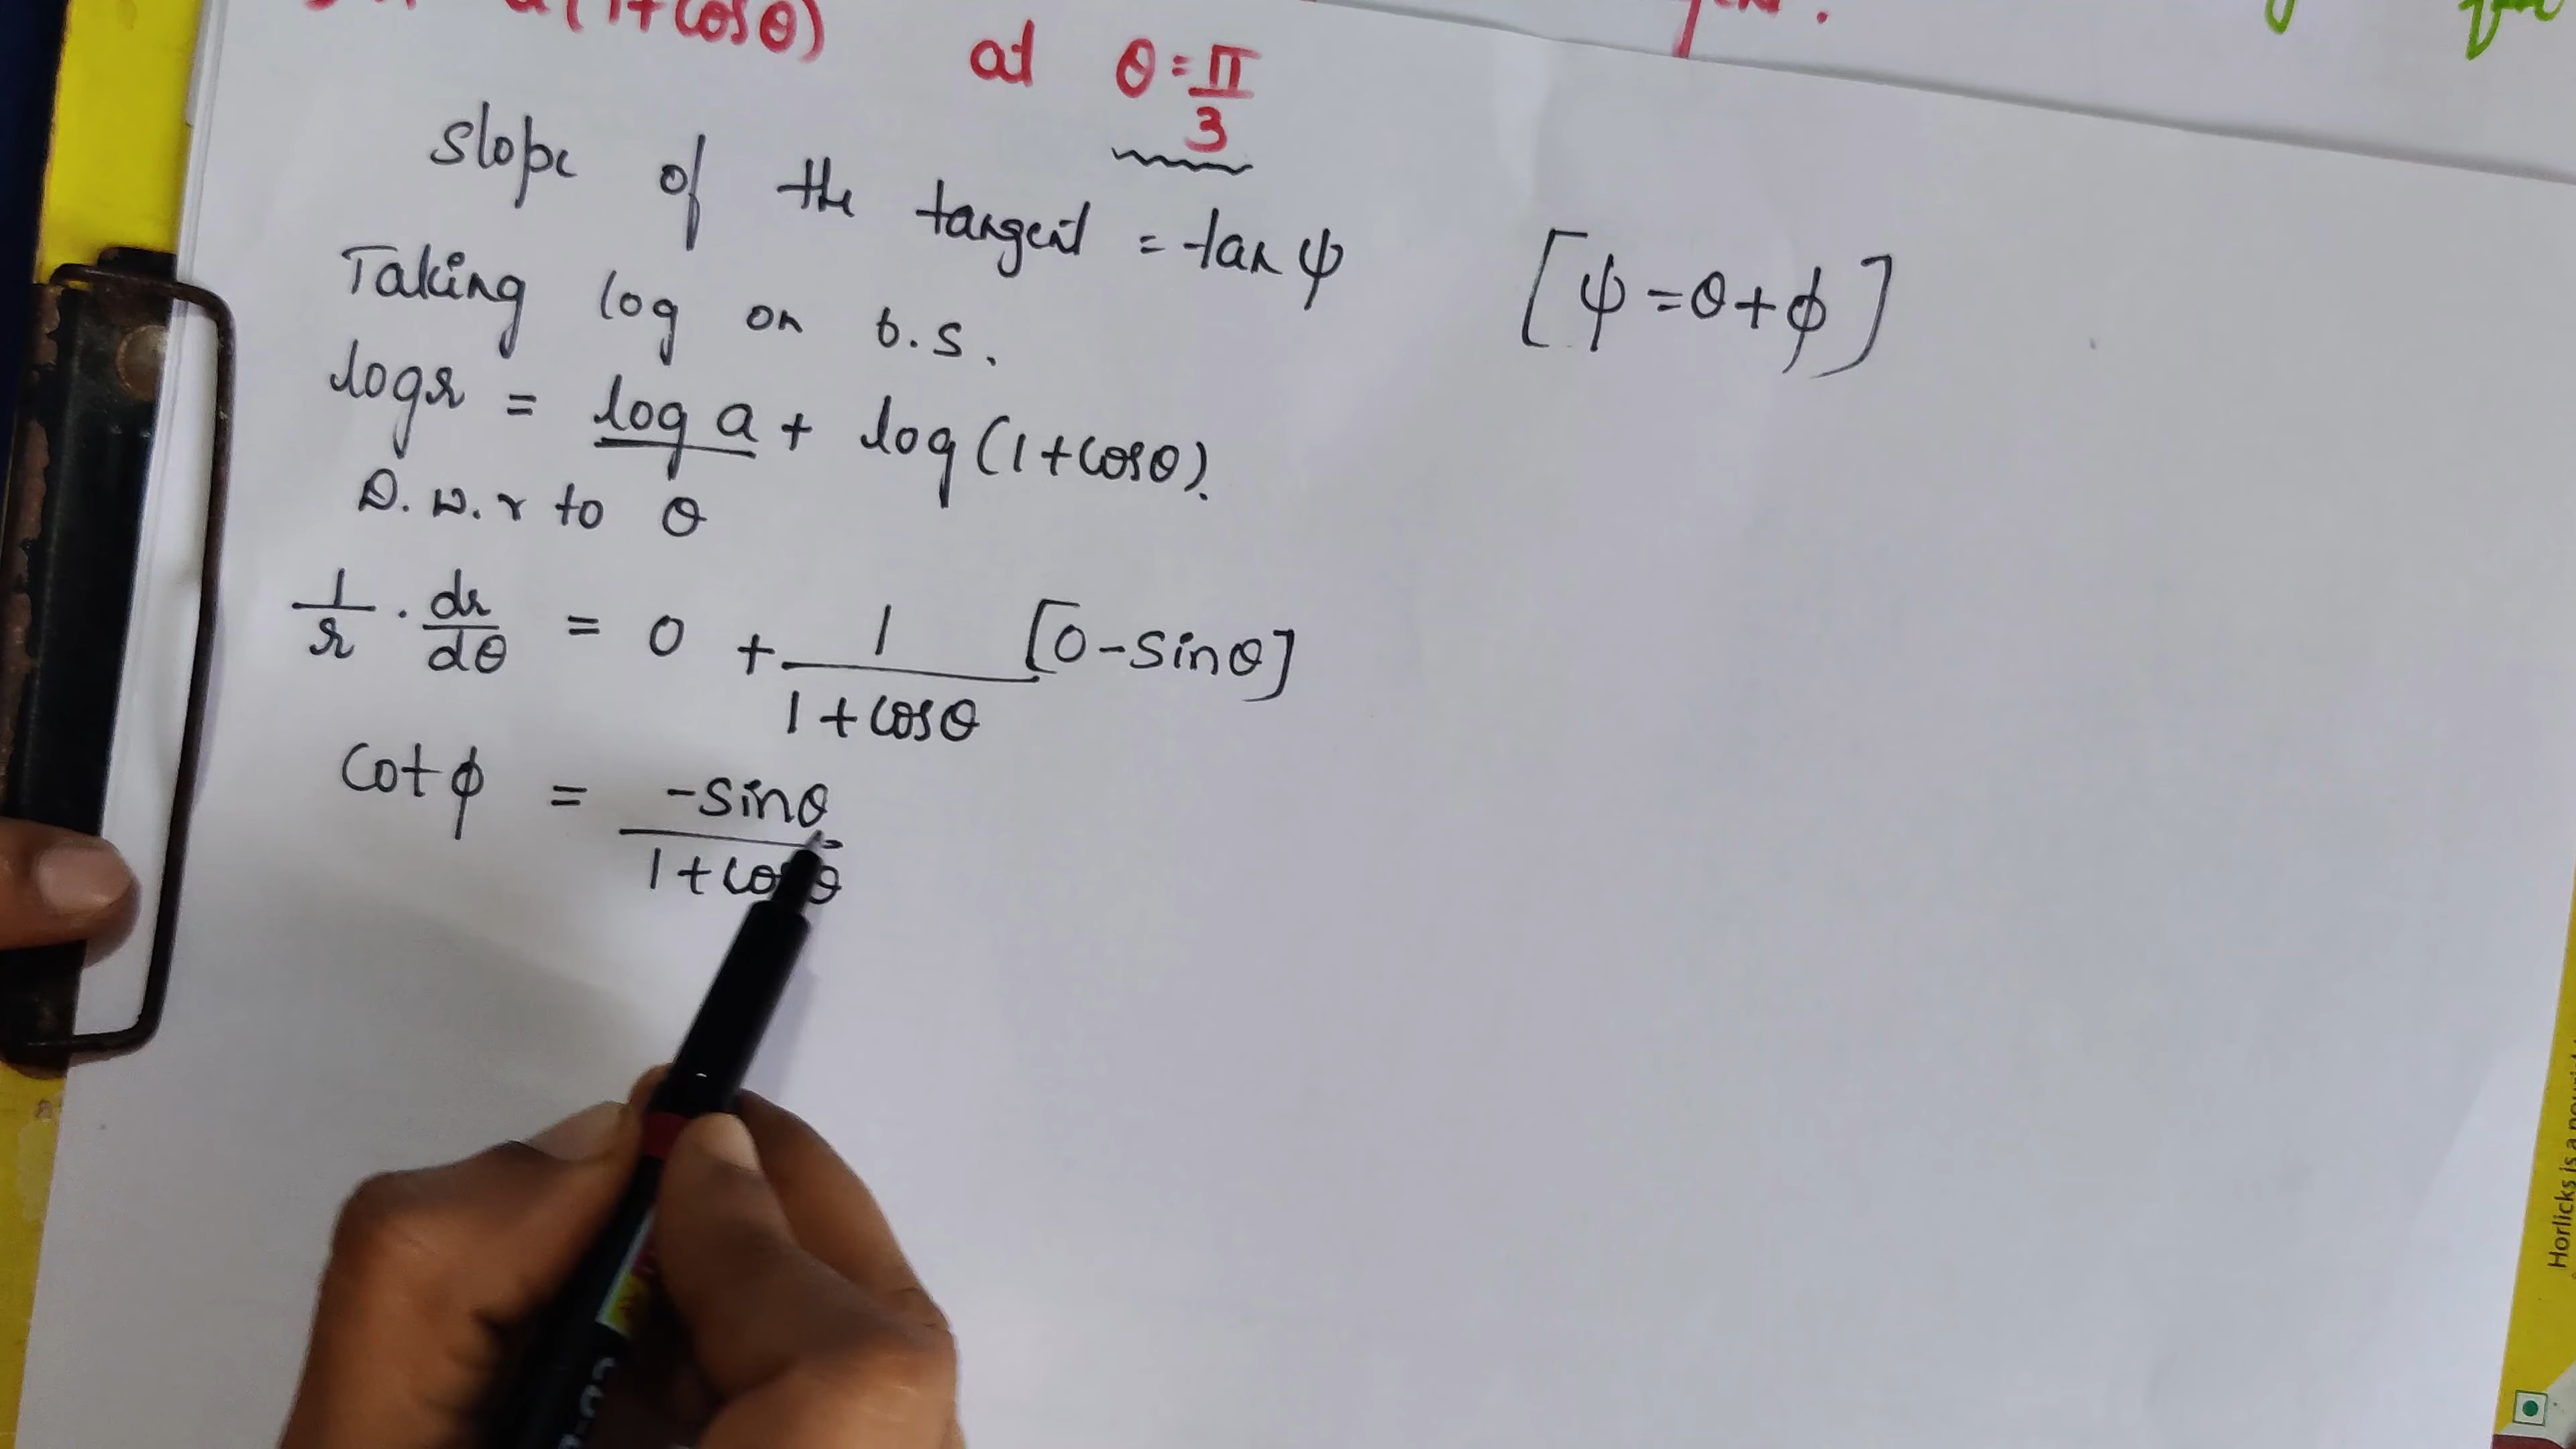 a(1+cosθ) at θ=π/3
slope of the tangent = tan ψ [ψ=θ+ϕ]
Taking log on b.s.
logr = log a + log(1+cosθ).
D.w.r to θ
1/r . dr/dθ = 0 + 1/1+cosθ [0-sinθ]
cot ϕ = -sinθ/1+cosθ
Horlicks is a